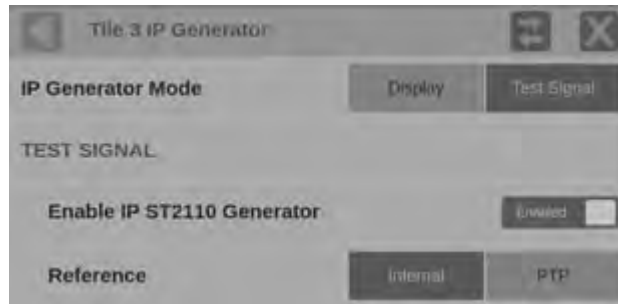 Tile 3 IP Generator
IP Generator Mode Display Test Signal
TEST SIGNAL
Enable IP ST2110 Generator Enabled
Reference Internal PTP